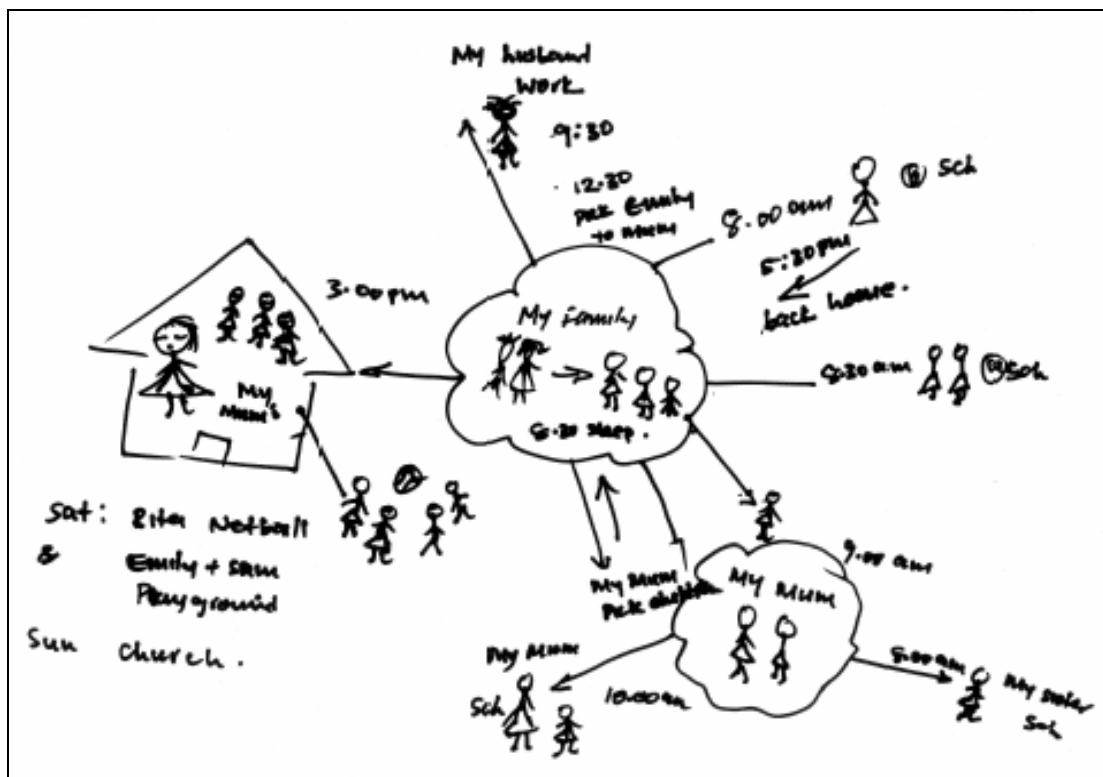 My husband
work
9:30
12.30
Pick Emily
to mum
8.00 am
@ Sch
5:30 pm
back home.
3.00 pm
My family
8.30 sleep.
8:30 am
@ Sch
My
Mum's
Sat: Rita Netball
&
Emily + Sam
Playground
Sun Church.
My Mum
Pick children
9.00 am
My Mum
My Mum
Sch
10.00 am
8.00 am
My sister
Sch